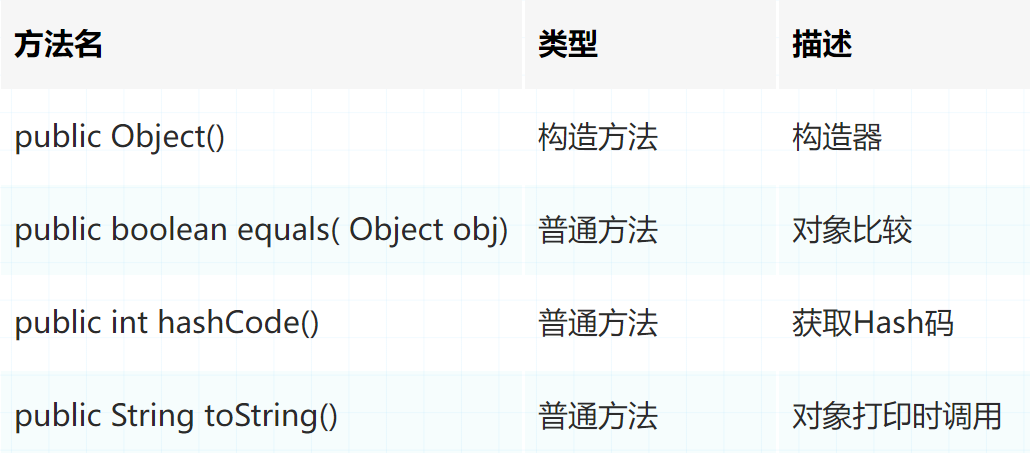 方法名 类型 描述
public Object() 构造方法 构造器
public boolean equals( Object obj) 普通方法 对象比较
public int hashCode() 普通方法 获取Hash码
public String toString() 普通方法 对象打印时调用